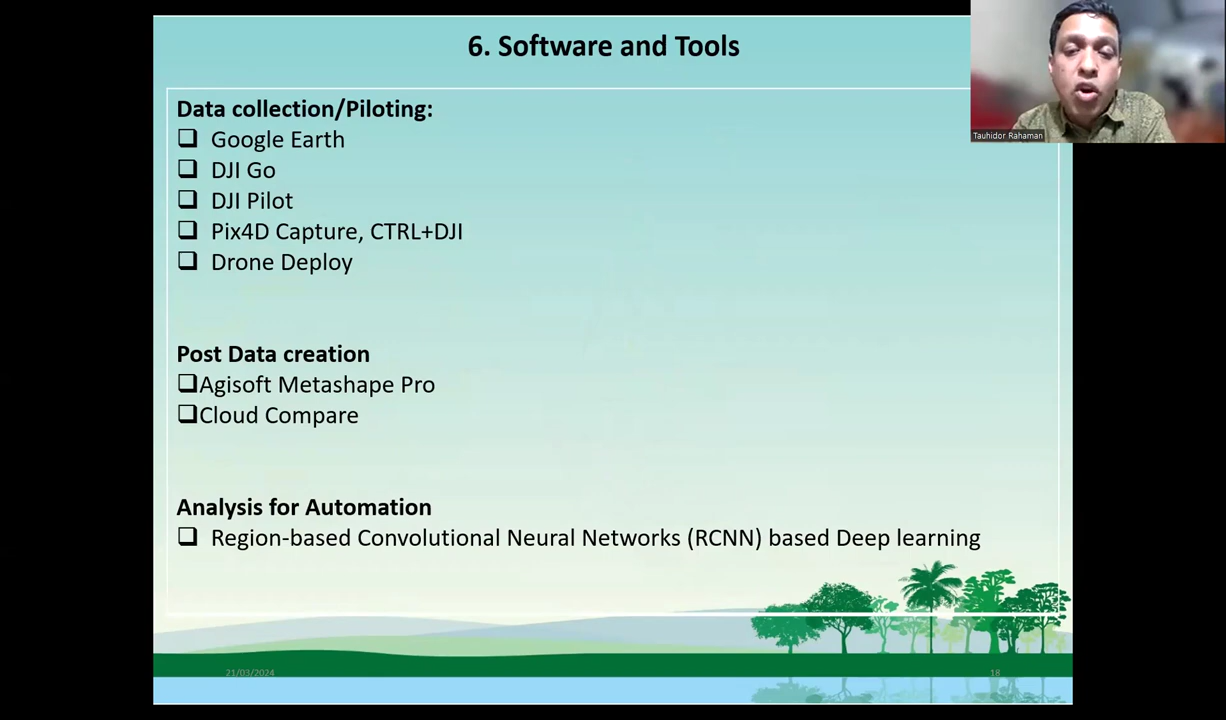 6. Software and Tools
Tauhidor Rahaman
Data collection/Piloting:
Google Earth
DJI Go
DJI Pilot
Pix4D Capture, CTRL+DJI
Drone Deploy
Post Data creation
Agisoft Metashape Pro
Cloud Compare
Analysis for Automation
Region-based Convolutional Neural Networks (RCNN) based Deep learning
21/03/2024
18